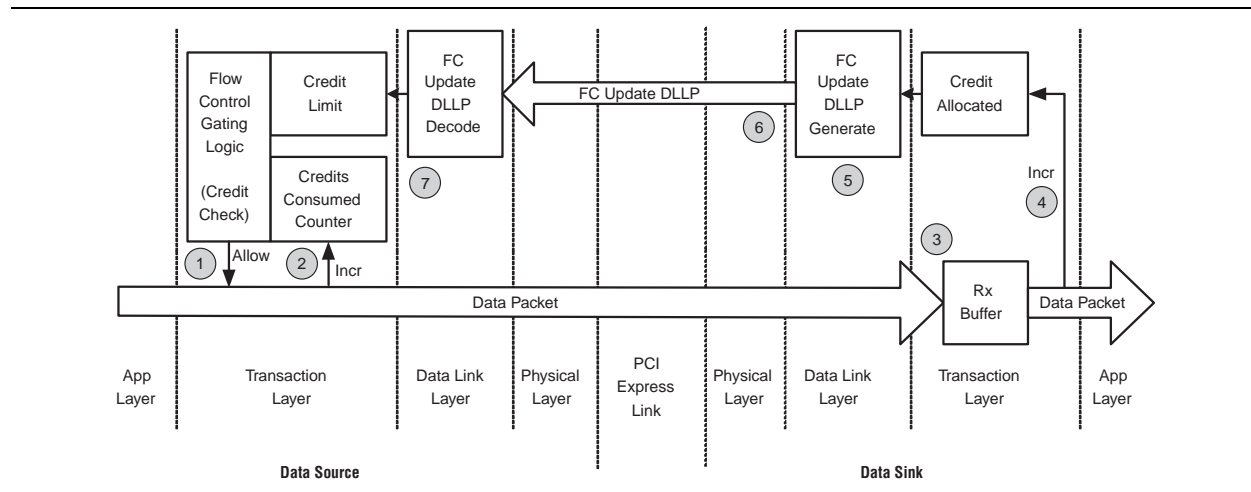 Flow
Control
Gating
Logic
(Credit
Check)
Credit
Limit
Credits
Consumed
Counter
FC
Update
DLLP
Decode
FC Update DLLP
FC
Update
DLLP
Generate
Credit
Allocated
6
7
5
Incr
4
3
1
Allow
2
Incr
Data Packet
Rx
Buffer
Data Packet
App
Layer
Transaction
Layer
Data Link
Layer
Physical
Layer
PCI
Express
Link
Physical
Layer
Data Link
Layer
Transaction
Layer
App
Layer
Data Source
Data Sink